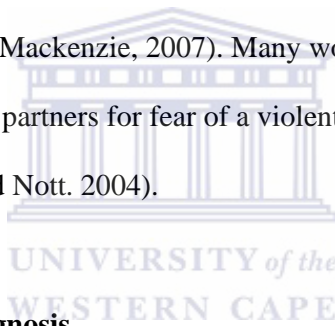 Mackenzie, 2007). Many wo
partners for fear of a violent
d Nott. 2004).
UNIVERSITY of the
WESTERN CAPE
gnosis